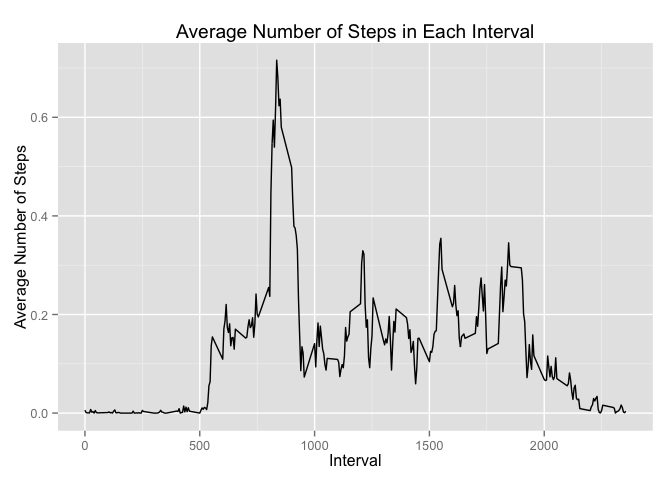 Average Number of Steps in Each Interval
Average Number of Steps
0.6
0.4
0.2
0.0
0 500 1000 1500 2000
Interval